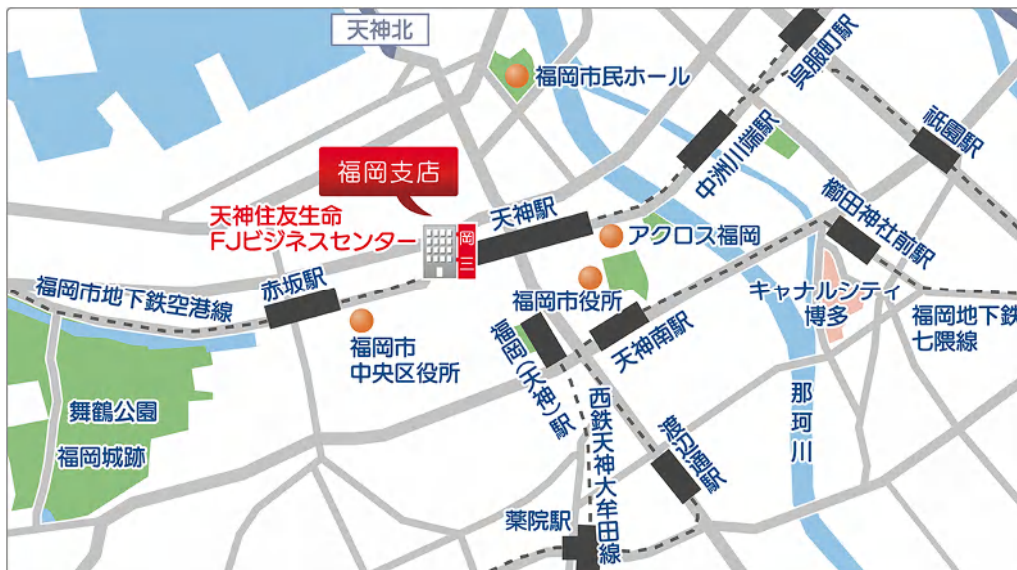 天神北
福岡市民ホール
呉服町駅
祇園駅
中洲川端駅
福岡支店
天神住友生命
FJビジネスセンター
岡三
天神駅
アクロス福岡
櫛田神社前駅
福岡市地下鉄空港線
赤坂駅
福岡市役所
キャナルシティ
博多
福岡地下鉄
七隈線
福岡市
中央区役所
福岡(天神)駅
天神南駅
舞鶴公園
福岡城跡
西鉄天神大牟田線
渡辺通駅
那珂川
薬院駅